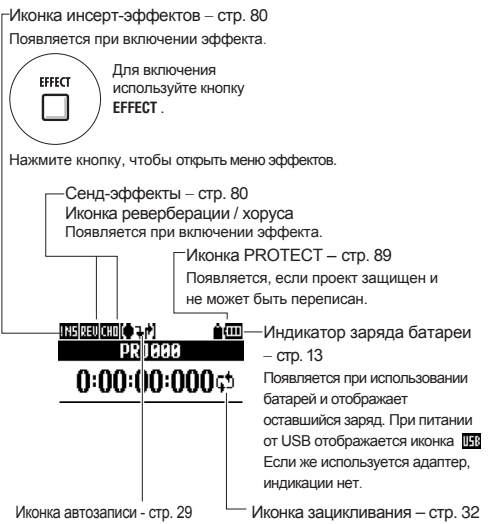 Иконка инсерт-эффектов – стр. 80
Появляется при включении эффекта.
EFFECT
Для включения
используйте кнопку
EFFECT .
Нажмите кнопку, чтобы открыть меню эффектов.
Сенд-эффекты – стр. 80
Иконка реверберации / хоруса
Появляется при включении эффекта.
Иконка PROTECT – стр. 89
Появляется, если проект защищен и
не может быть переписан.
INS REV CHO
PRJ000
0:00:00:000
Индикатор заряда батареи
– стр. 13
Появляется при использовании
батарей и отображает
оставшийся заряд. При питании
от USB отображается иконка USB
Если же используется адаптер,
индикации нет.
Иконка автозаписи - стр. 29
Иконка зацикливания – стр. 32